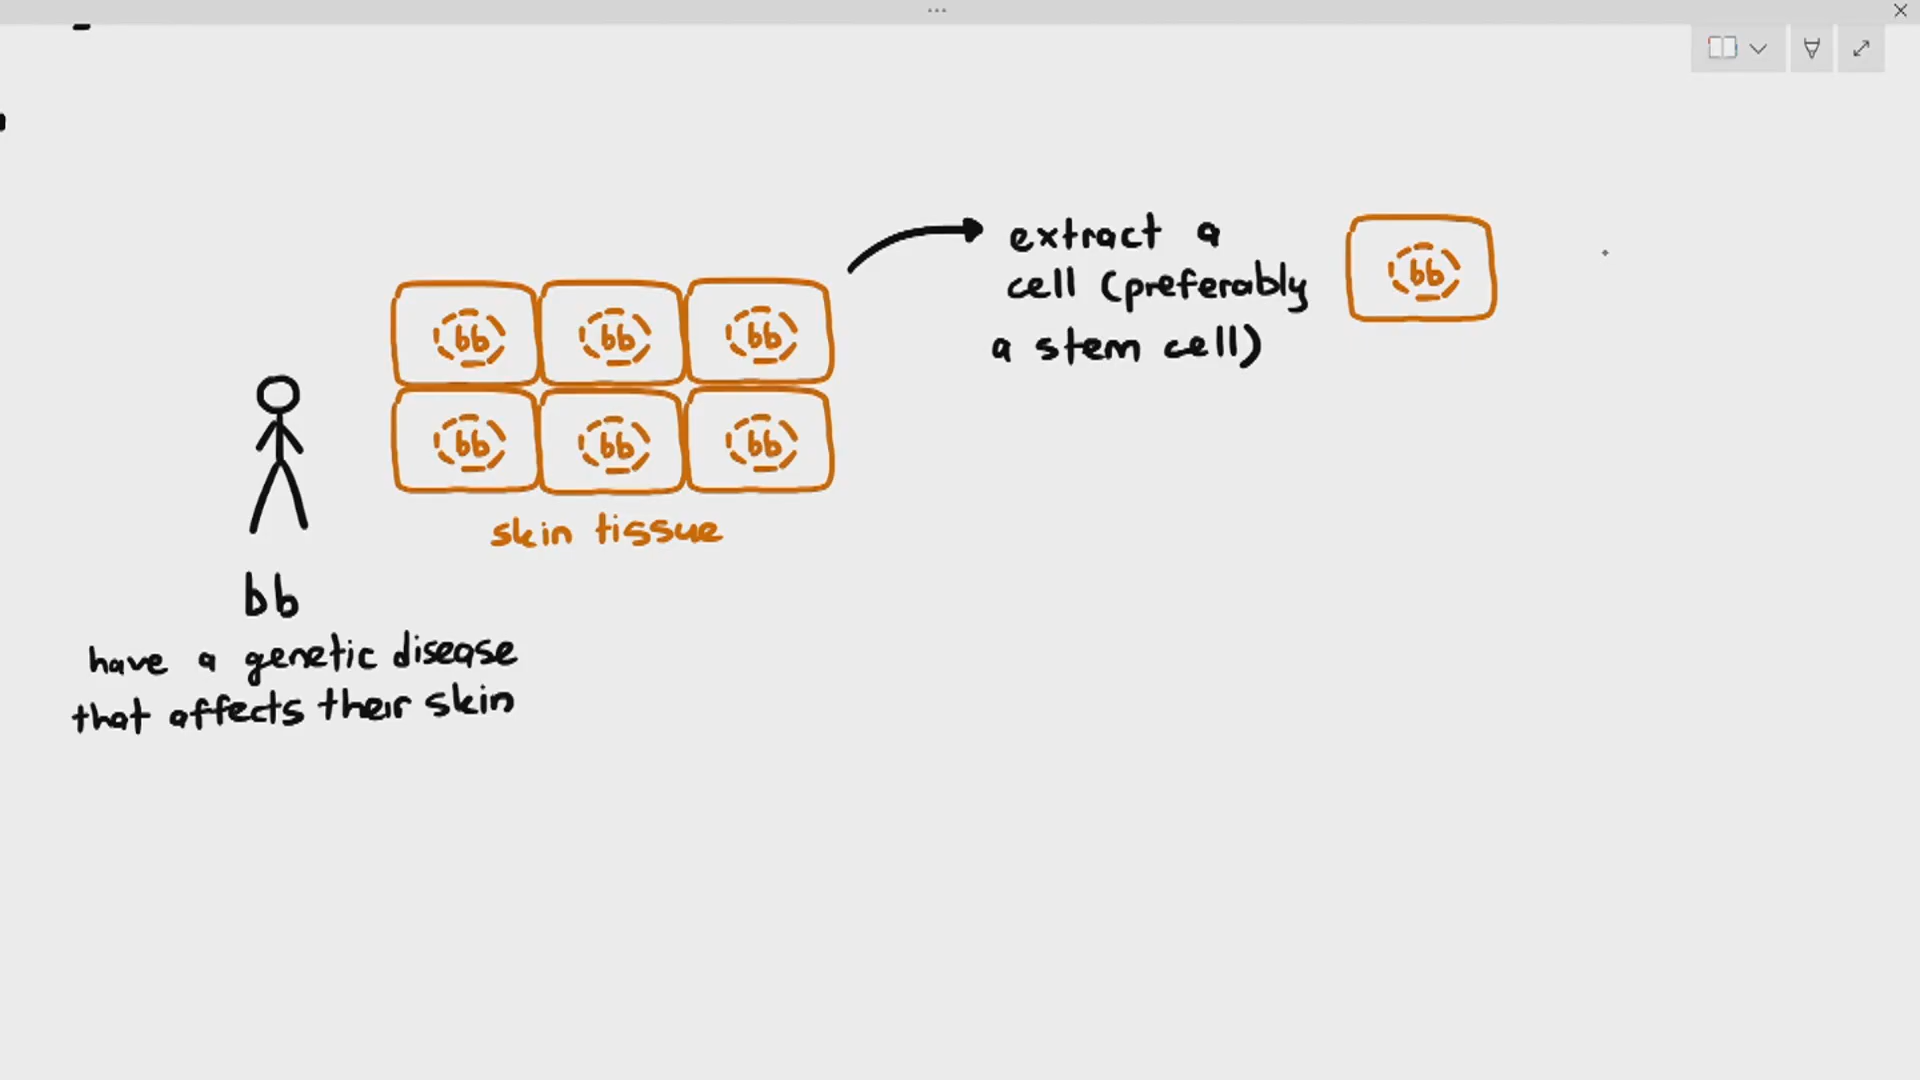 extract a
cell (preferably
a stem cell)
bb
bb bb bb
bb bb bb
skin tissue
bb
have a genetic disease
that affects their skin